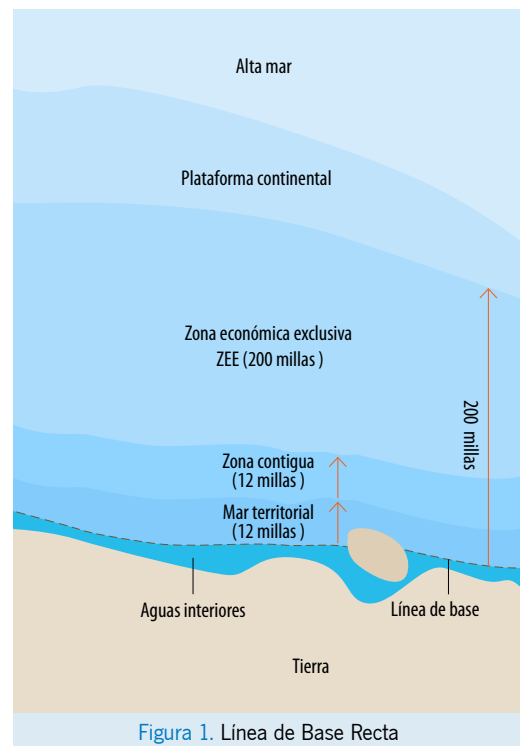 Alta mar
Plataforma continental
Zona económica exclusiva
ZEE (200 millas )
200 millas
Zona contigua
(12 millas )
Mar territorial
(12 millas )
Aguas interiores
Línea de base
Tierra
Figura 1. Línea de Base Recta